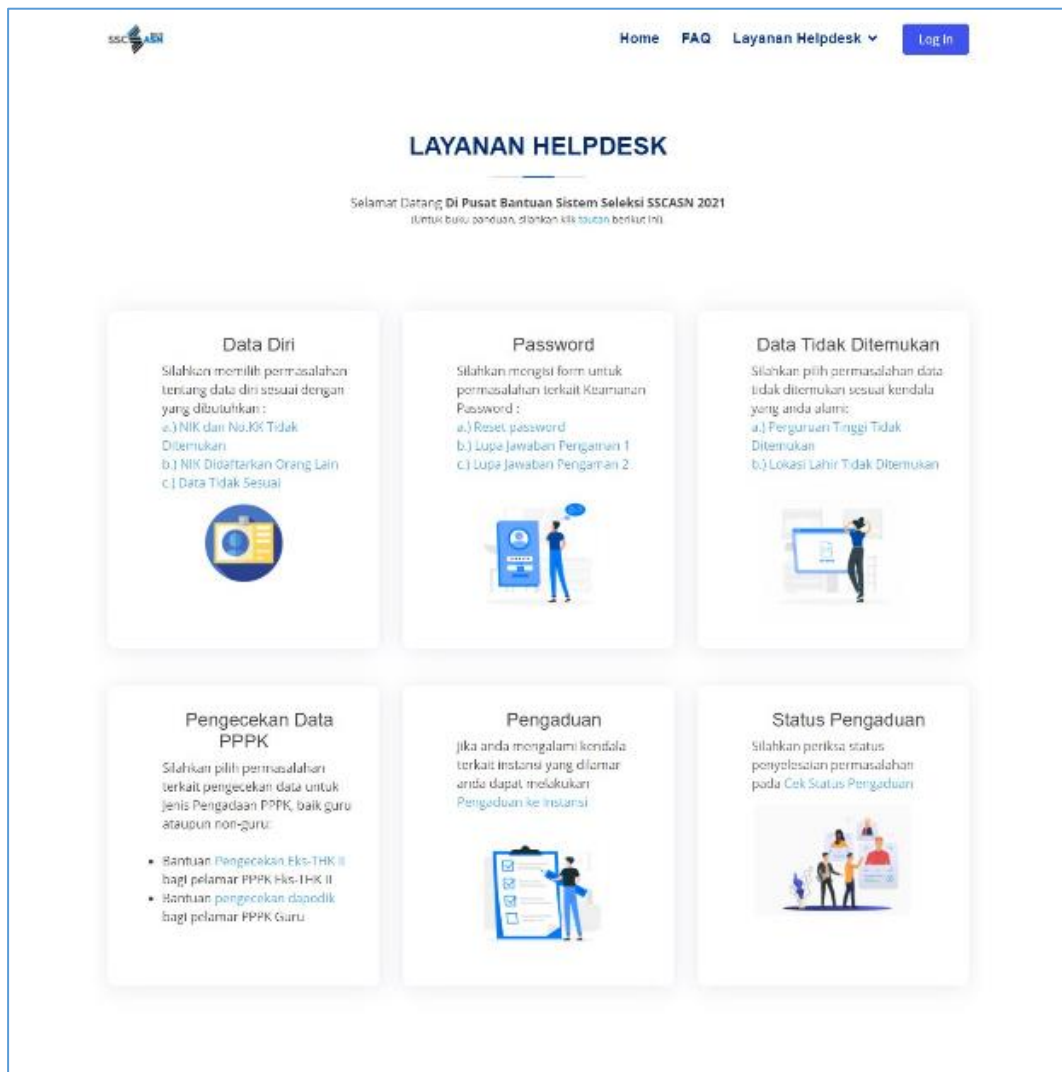 SSC ASN
Home FAQ Layanan Helpdesk Log In
LAYANAN HELPDESK
Selamat Datang Di Pusat Bantuan Sistem Seleksi SSCASN 2021
(Untuk buku panduan, silahkan klik tautan berikut ini).
Data Diri
Silahkan memilih permasalahan
tentang data diri sesuai dengan
yang dibutuhkan :
a.) NIK dan No.KK Tidak
Ditemukan
b.) NIK Didaftarkan Orang Lain
c.) Data Tidak Sesuai
Password
Silahkan mengisi form untuk
permasalahan terkait Keamanan
Password :
a.) Reset password
b.) Lupa Jawaban Pengaman 1
c.) Lupa Jawaban Pengaman 2
Data Tidak Ditemukan
Silahkan pilih permasalahan data
tidak ditemukan sesuai kendala
yang anda alami:
a.) Perguruan Tinggi Tidak
Ditemukan
b.) Lokasi Lahir Tidak Ditemukan
Pengecekan Data
PPPK
Silahkan pilih permasalahan
terkait pengecekan data untuk
Jenis Pengadaan PPPK, baik guru
ataupun non-guru:
• Bantuan Pengecekan Eks-THK II
bagi pelamar PPPK Eks-THK II
• Bantuan pengecekan dapodik
bagi pelamar PPPK Guru
Pengaduan
Jika anda mengalami kendala
terkait instansi yang dilamar
anda dapat melakukan
Pengaduan ke Instansi
Status Pengaduan
Silahkan periksa status
penyelesaian permasalahan
pada Cek Status Pengaduan